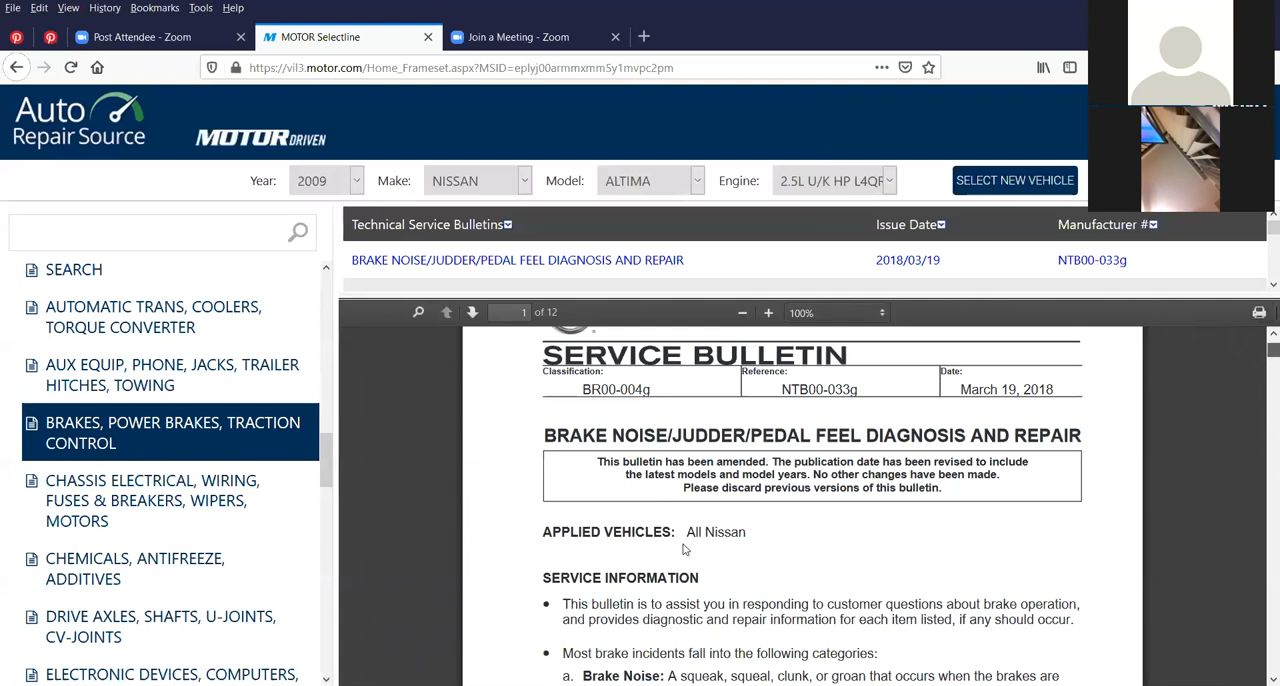 File Edit View History Bookmarks Tools Help
Post Attendee - Zoom MOTOR Selectline Join a Meeting - Zoom
https://vil3.motor.com/Home_Frameset.aspx?MSID=eplyj00armmxmm5y1mvpc2pm
Auto
Repair Source
MOTOR DRIVEN
Year: 2009 Make: NISSAN Model: ALTIMA Engine: 2.5L U/K HP L4QF SELECT NEW VEHICLE
Technical Service Bulletins Issue Date Manufacturer #
BRAKE NOISE/JUDDER/PEDAL FEEL DIAGNOSIS AND REPAIR 2018/03/19 NTB00-033g
SEARCH
AUTOMATIC TRANS, COOLERS,
TORQUE CONVERTER
AUX EQUIP, PHONE, JACKS, TRAILER
HITCHES, TOWING
BRAKES, POWER BRAKES, TRACTION
CONTROL
CHASSIS ELECTRICAL, WIRING,
FUSES & BREAKERS, WIPERS,
MOTORS
CHEMICALS, ANTIFREEZE,
ADDITIVES
DRIVE AXLES, SHAFTS, U-JOINTS,
CV-JOINTS
ELECTRONIC DEVICES, COMPUTERS,
1 of 12 100%
SERVICE BULLETIN
Classification: Reference: Date:
BR00-004g NTB00-033g March 19, 2018
BRAKE NOISE/JUDDER/PEDAL FEEL DIAGNOSIS AND REPAIR
This bulletin has been amended. The publication date has been revised to include
the latest models and model years. No other changes have been made.
Please discard previous versions of this bulletin.
APPLIED VEHICLES: All Nissan
SERVICE INFORMATION
• This bulletin is to assist you in responding to customer questions about brake operation,
and provides diagnostic and repair information for each item listed, if any should occur.
• Most brake incidents fall into the following categories:
a. Brake Noise: A squeak, squeal, clunk, or groan that occurs when the brakes are